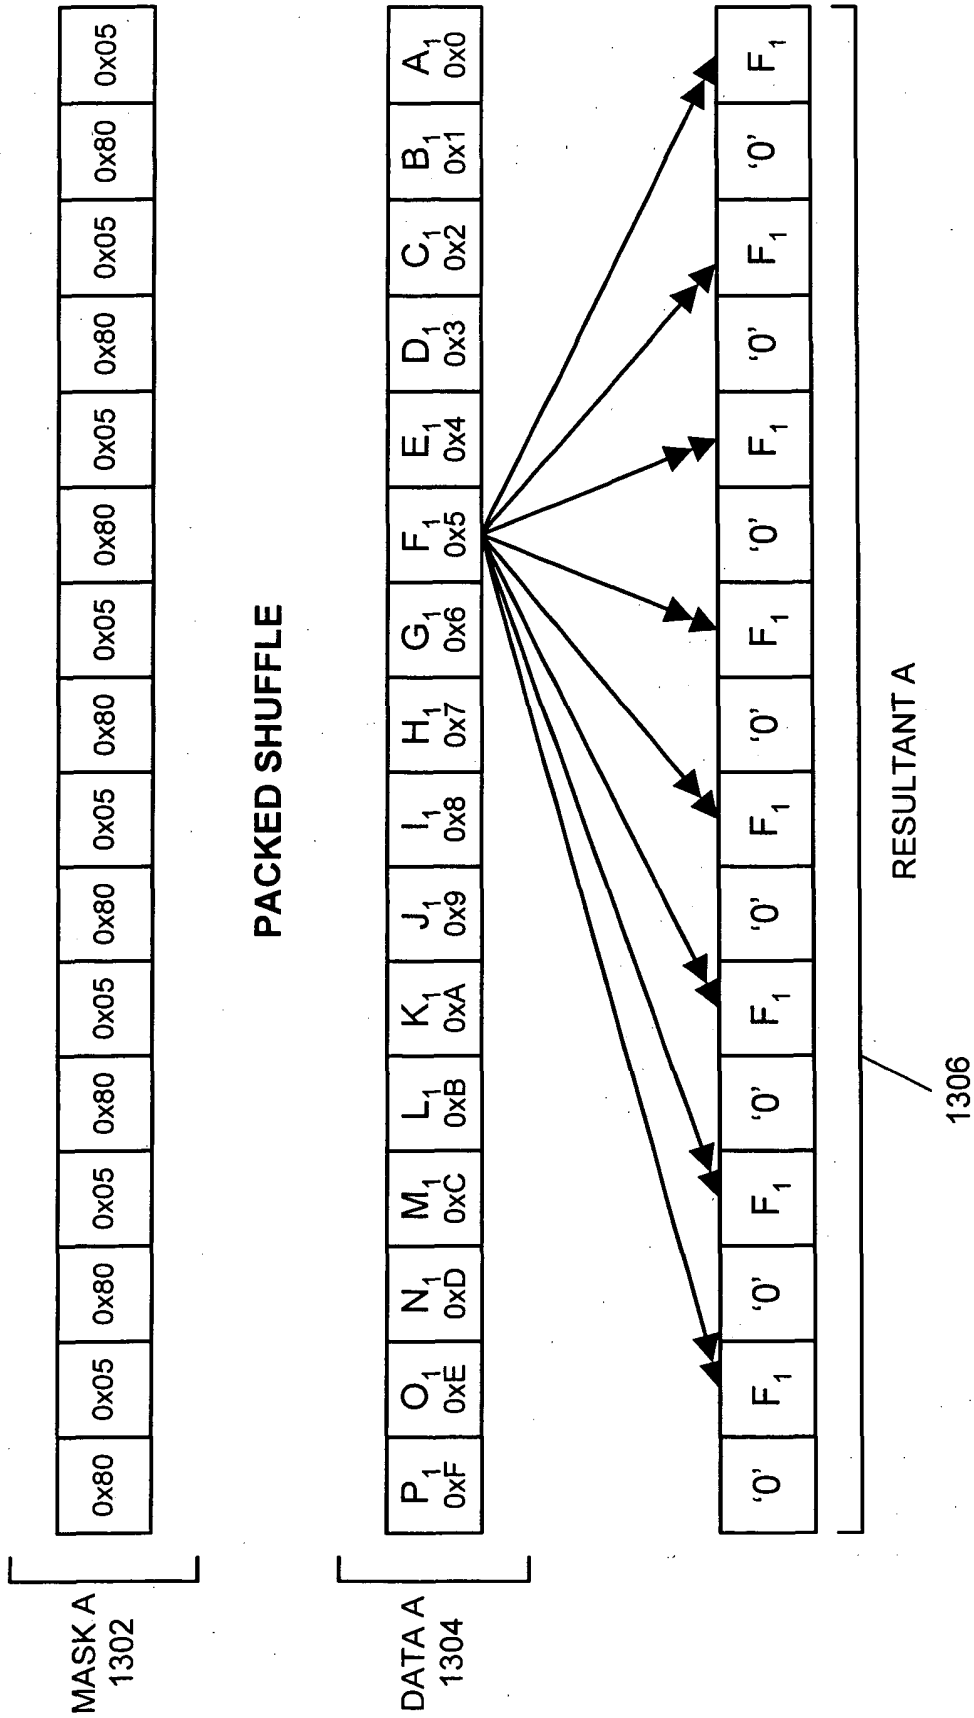 MASK A
1302
0x80 0x05 0x80 0x05 0x80 0x05 0x80 0x05 0x80 0x05 0x80 0x05 0x80 0x05 0x80 0x05
PACKED SHUFFLE
DATA A
1304
P₁ O₁ N₁ M₁ L₁ K₁ J₁ I₁ H₁ G₁ F₁ E₁ D₁ C₁ B₁ A₁
0xF 0xE 0xD 0xC 0xB 0xA 0x9 0x8 0x7 0x6 0x5 0x4 0x3 0x2 0x1 0x0
'0' F₁ '0' F₁ '0' F₁ '0' F₁ '0' F₁ '0' F₁ '0' F₁ '0' F₁
RESULTANT A
1306